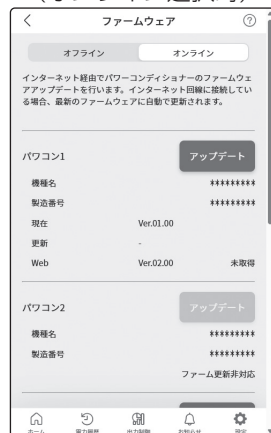 ファームウェア
オフライン
オンライン
インターネット経由でパワーコンディショナーのファームウェ
アアップデートを行います。インターネット回線に接続してい
る場合、最新のファームウェアに自動で更新されます。
パワコン1
アップデート
機種名 *********
製造番号 *********
現在 Ver.01.00
更新 -
Web Ver.02.00 未取得
パワコン2
アップデート
機種名 *********
製造番号 *********
ファーム更新非対応